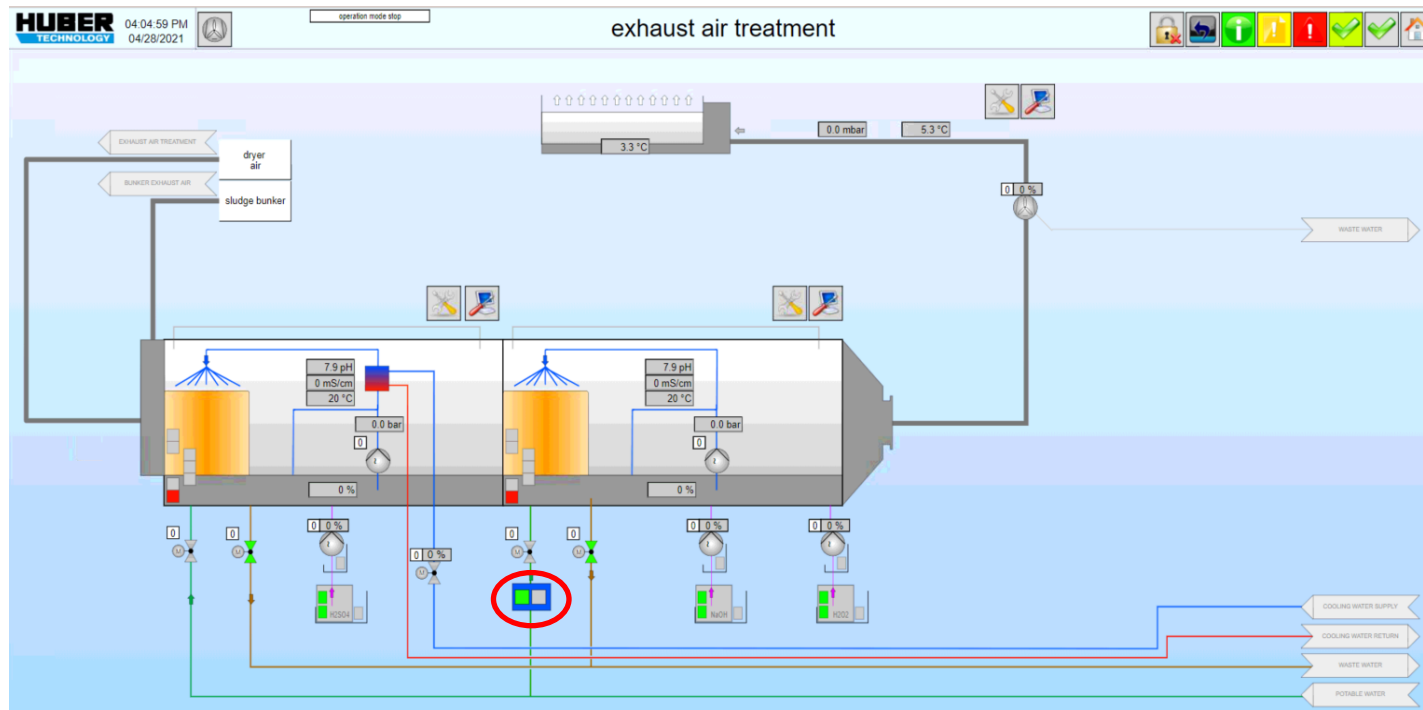 HUBER
TECHNOLOGY
04:04:59 PM
04/28/2021
operation mode stop
exhaust air treatment
EXHAUST AIR TREATMENT
dryer
air
BUNKER EXHAUST AIR
sludge bunker
3.3 °C
0.0 mbar
5.3 °C
0 0 %
WASTE WATER
7.9 pH
0 mS/cm
20 °C
0.0 bar
0
0 %
7.9 pH
0 mS/cm
20 °C
0.0 bar
0
0 %
0
M
0
M
0 0 %
H2SO4
0 0 %
M
0
M
0
M
0 0 %
NaOH
0 0 %
H2O2
COOLING WATER SUPPLY
COOLING WATER RETURN
WASTE WATER
POTABLE WATER